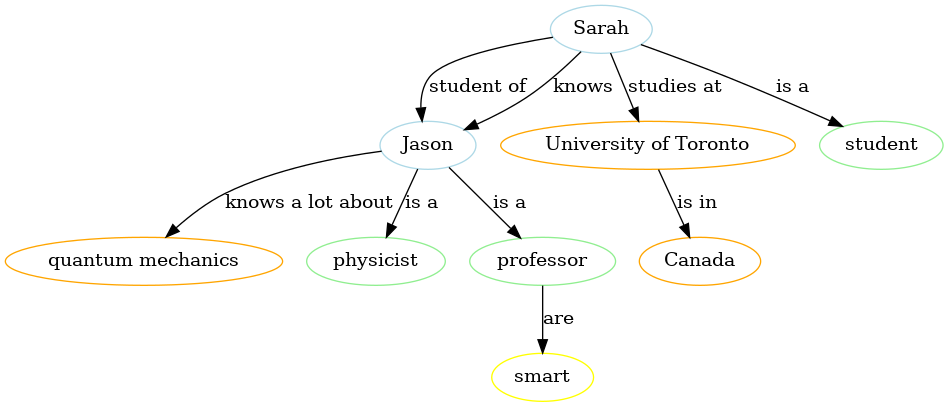 Sarah
student of
knows
studies at
is a
Jason
University of Toronto
student
knows a lot about
is a
is a
is in
quantum mechanics
physicist
professor
Canada
are
smart